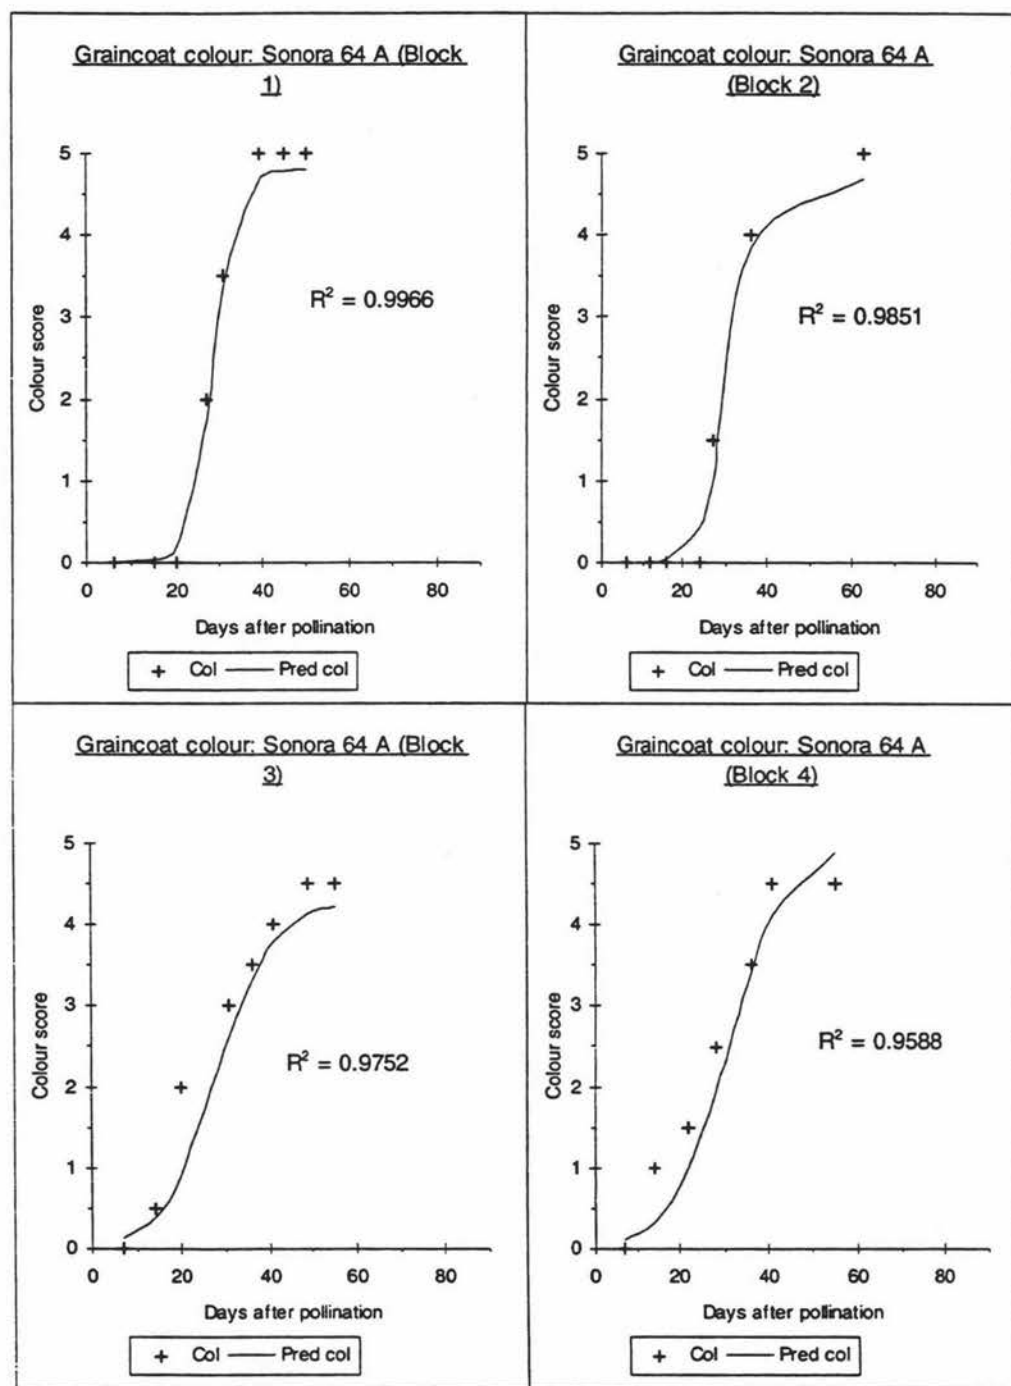 Graincoat colour: Sonora 64 A (Block
1)
5
4
3
2
1
0
Colour score
R² = 0.9966
0 20 40 60 80
Days after pollination
+ Col —— Pred col
Graincoat colour: Sonora 64 A
(Block 2)
5
4
3
2
1
0
Colour score
R² = 0.9851
0 20 40 60 80
Days after pollination
+ Col —— Pred col
Graincoat colour: Sonora 64 A (Block
3)
5
4
3
2
1
0
Colour score
R² = 0.9752
0 20 40 60 80
Days after pollination
+ Col —— Pred col
Graincoat colour: Sonora 64 A
(Block 4)
5
4
3
2
1
0
Colour score
R² = 0.9588
0 20 40 60 80
Days after pollination
+ Col —— Pred col